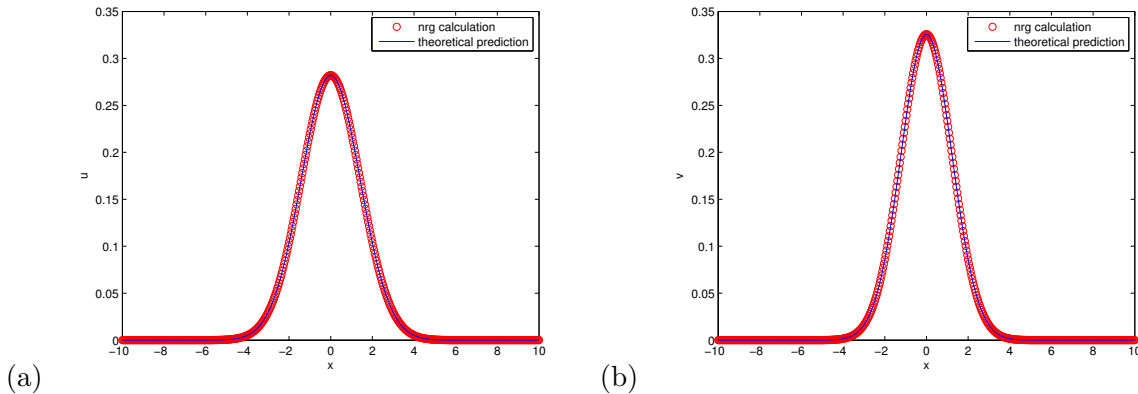 0.35
0.3
0.25
0.2
0.15
0.1
0.05
0
u
−10 −8 −6 −4 −2 0 2 4 6 8 10
x
nrg calculation
theoretical prediction
(a)
0.35
0.3
0.25
0.2
0.15
0.1
0.05
0
v
−10 −8 −6 −4 −2 0 2 4 6 8 10
x
nrg calculation
theoretical prediction
(b)